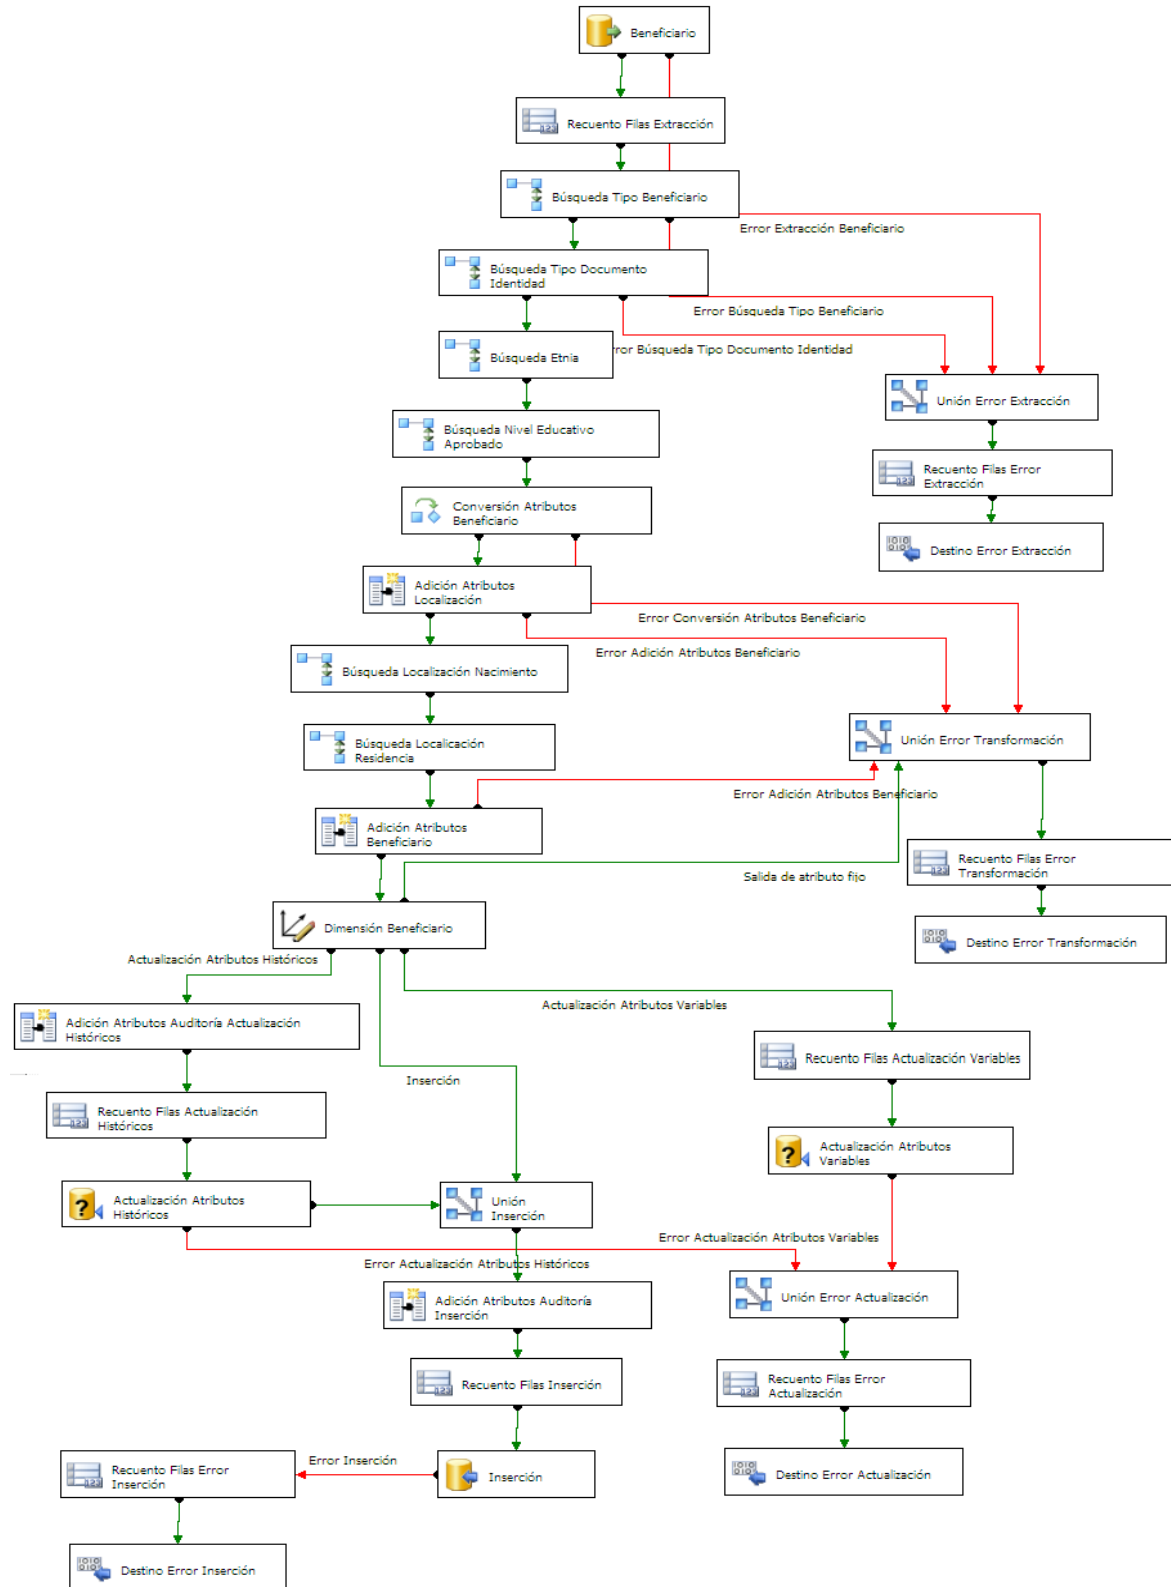 Beneficiario
Recuento Filas Extracción
Búsqueda Tipo Beneficiario
Error Extracción Beneficiario
Búsqueda Tipo Documento
Identidad
Error Búsqueda Tipo Beneficiario
rror Búsqueda Tipo Documento Identidad
Búsqueda Etnia
Unión Error Extracción
Búsqueda Nivel Educativo
Aprobado
Recuento Filas Error
Extracción
Conversión Atributos
Beneficiario
Destino Error Extracción
Adición Atributos
Localización
Error Conversión Atributos Beneficiario
Error Adición Atributos Beneficiario
Búsqueda Localización Nacimiento
Búsqueda Localicación
Residencia
Unión Error Transformación
Error Adición Atributos Beneficiario
Adición Atributos
Beneficiario
Recuento Filas Error
Transformación
Salida de atributo fijo
Dimensión Beneficiario
Destino Error Transformación
Actualización Atributos Históricos
Actualización Atributos Variables
Adición Atributos Auditoría Actualización
Históricos
Recuento Filas Actualización Variables
Inserción
Recuento Filas Actualización
Históricos
Actualización Atributos
Variables
Actualización Atributos
Históricos
Unión
Inserción
Error Actualización Atributos Variables
Error Actualización Atributos Históricos
Adición Atributos Auditoría
Inserción
Unión Error Actualización
Recuento Filas Inserción
Recuento Filas Error
Actualización
Error Inserción
Recuento Filas Error
Inserción
Inserción
Destino Error Actualización
Destino Error Inserción